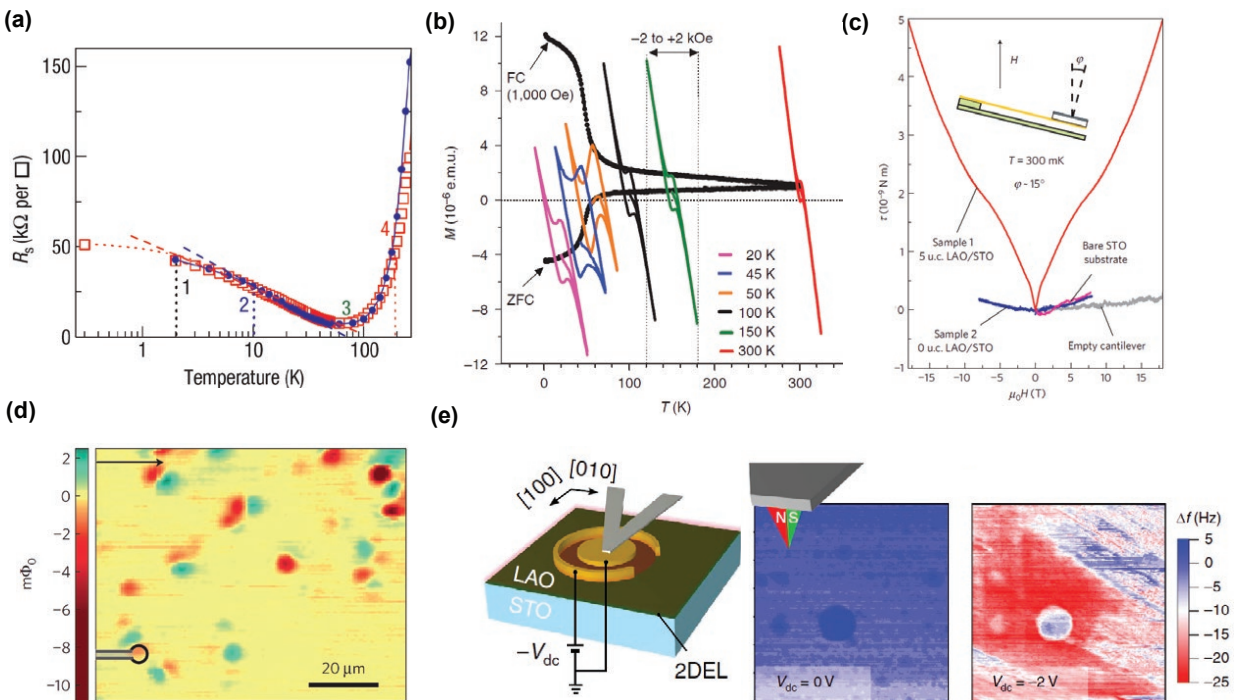 (a)
150
100
50
0
Rs (kΩ per □)
1
10
100
Temperature (K)
1
2
3
4
(b)
12
8
4
0
−4
−8
−12
M (10⁻⁶ e.m.u.)
FC
(1,000 Oe)
ZFC
−2 to +2 kOe
20 K
45 K
50 K
100 K
150 K
300 K
0
100
200
300
T (K)
(c)
5
4
3
2
1
0
−1
τ (10⁻⁹ N m)
H
φ
T = 300 mK
φ ~ 15°
Sample 1
5 u.c. LAO/STO
Bare STO
substrate
Sample 2
0 u.c. LAO/STO
Empty cantilever
−15
−10
−5
0
5
10
15
μ₀H (T)
(d)
2
0
−2
−4
−6
−8
−10
mΦ₀
20 μm
(e)
[100]
[010]
LAO
STO
−Vdc
2DEL
N S
Vdc = 0 V
Vdc = −2 V
Δf (Hz)
5
0
−5
−10
−15
−20
−25